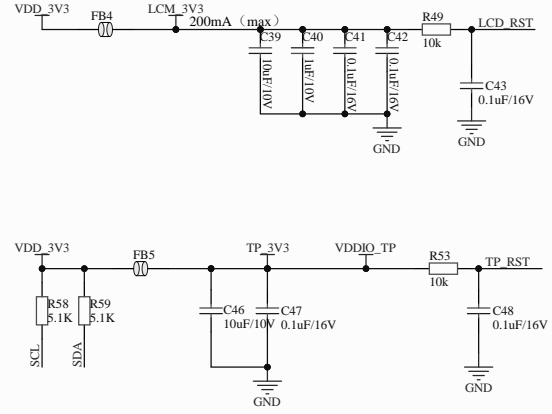 VDD_3V3
FB4
LCM_3V3
200mA（max）
C39
10uF/10V
C40
1uF/10V
C41
0.1uF/16V
C42
0.1uF/16V
R49
10k
LCD_RST
C43
0.1uF/16V
GND
GND
VDD_3V3
FB5
TP_3V3
VDDIO_TP
R53
10k
TP_RST
R58
5.1K
R59
5.1K
SCL
SDA
C46
10uF/10V
C47
0.1uF/16V
C48
0.1uF/16V
GND
GND